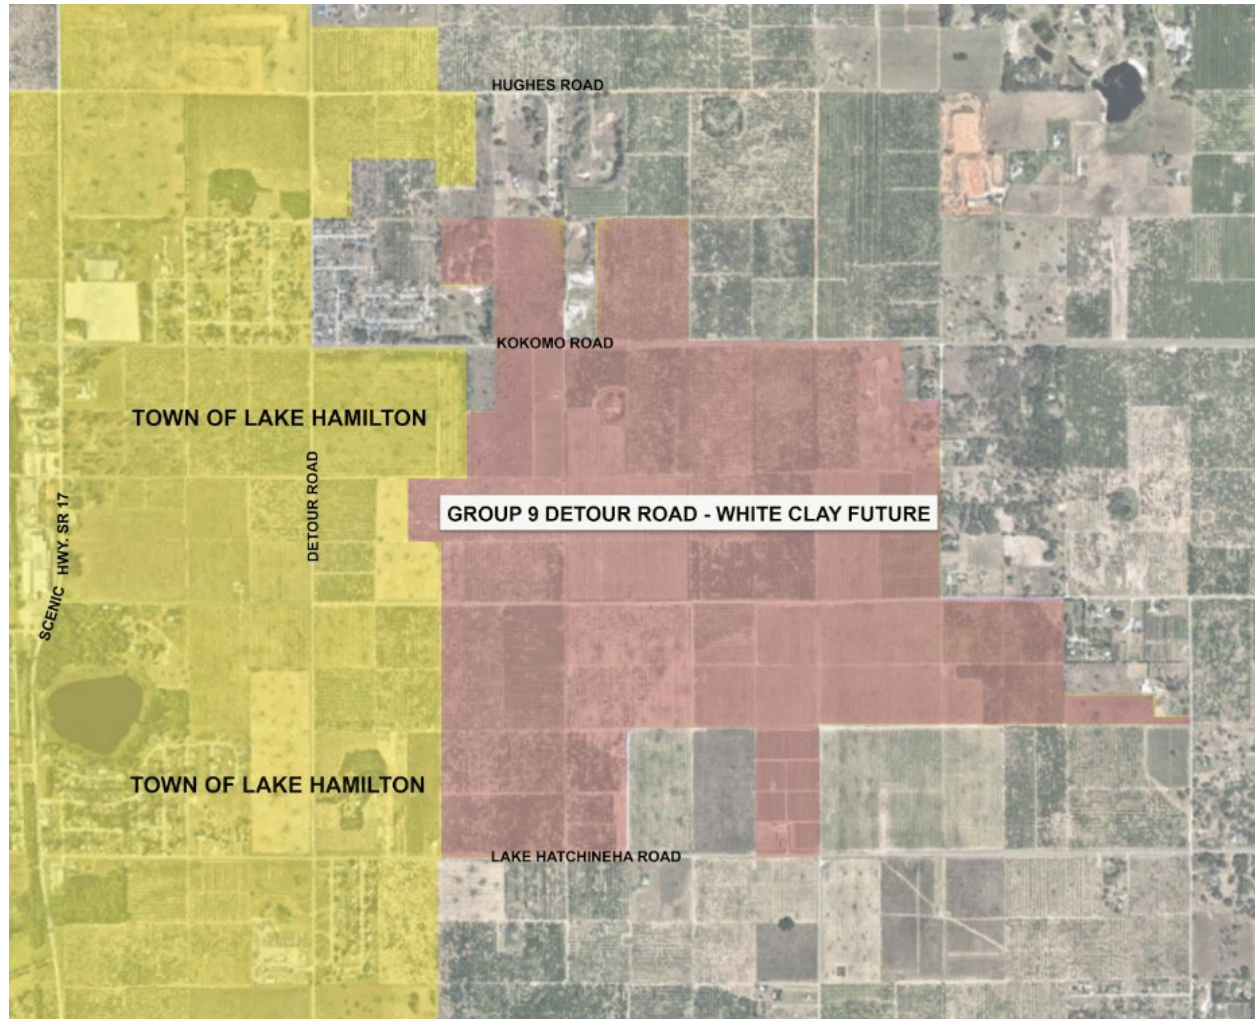 HUGHES ROAD
KOKOMO ROAD
TOWN OF LAKE HAMILTON
DETOUR ROAD
SCENIC HWY. SR 17
GROUP 9 DETOUR ROAD - WHITE CLAY FUTURE
TOWN OF LAKE HAMILTON
LAKE HATCHINEHA ROAD